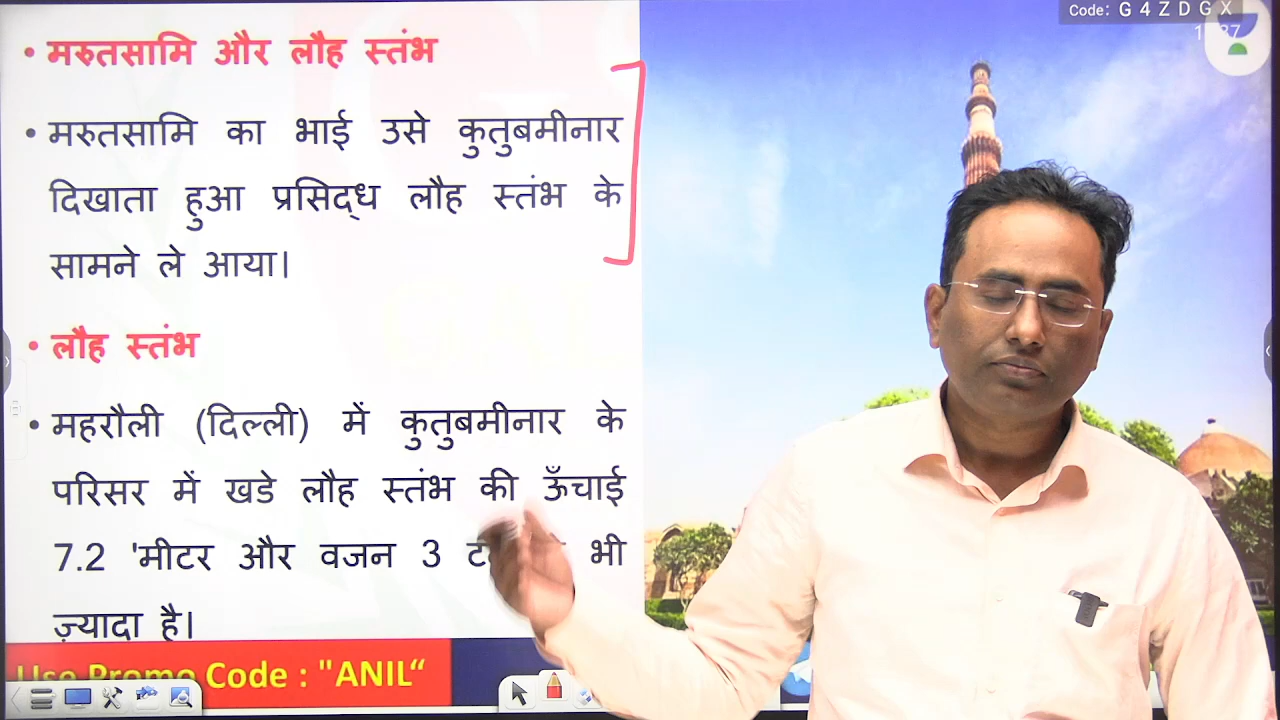 Code: G 4 Z D G X
• मरुतसामि और लौह स्तंभ
• मरुतसामि का भाई उसे कुतुबमीनार
दिखाता हुआ प्रसिद्ध लौह स्तंभ के
सामने ले आया।
• लौह स्तंभ
• महरौली (दिल्ली) में कुतुबमीनार के
परिसर में खडे लौह स्तंभ की ऊँचाई
7.2 'मीटर और वजन 3 भी
ज़्यादा है।
Use Promo Code : "ANIL“